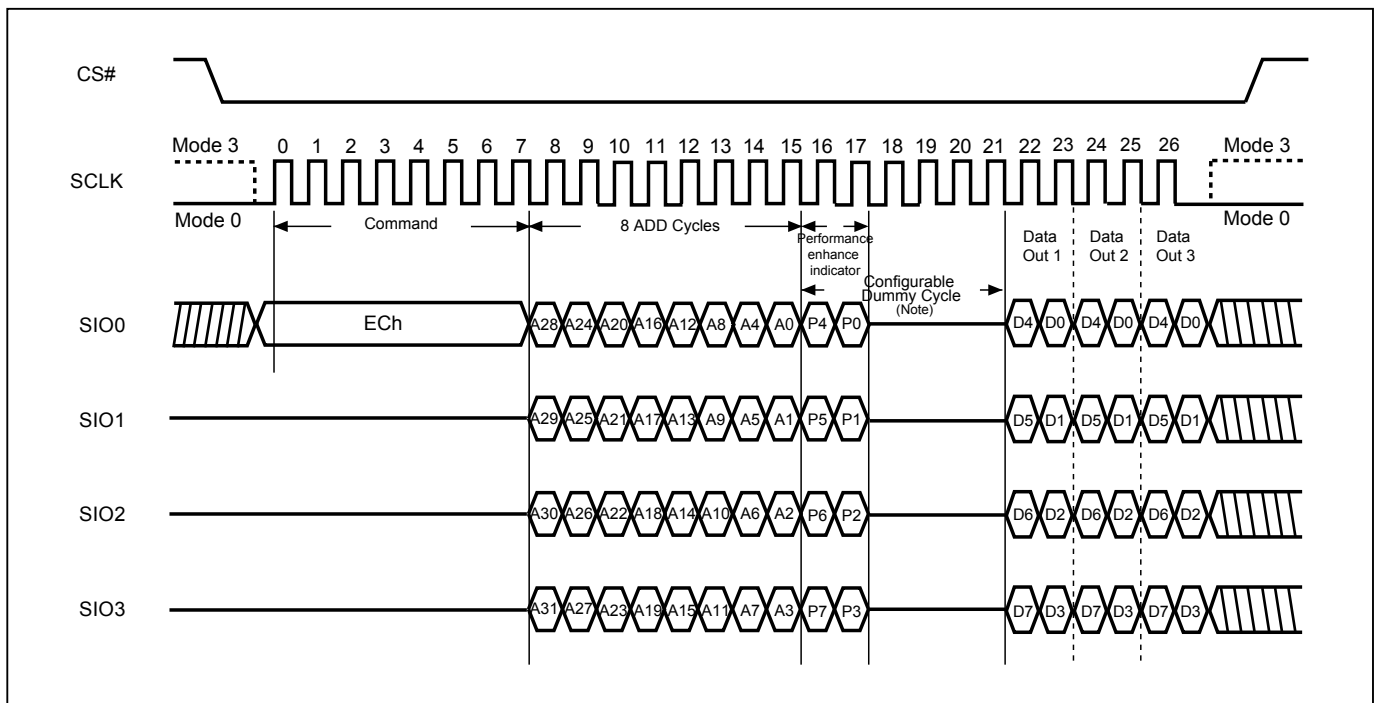 CS#
Mode 3 0 1 2 3 4 5 6 7 8 9 10 11 12 13 14 15 16 17 18 19 20 21 22 23 24 25 26 Mode 3
SCLK
Mode 0 Mode 0
Command 8 ADD Cycles
Performance
enhance
indicator
Data
Out 1
Data
Out 2
Data
Out 3
Configurable
Dummy Cycle
(Note)
SIO0 ECh A28 A24 A20 A16 A12 A8 A4 A0 P4 P0 D4 D0 D4 D0 D4 D0
SIO1 A29 A25 A21 A17 A13 A9 A5 A1 P5 P1 D5 D1 D5 D1 D5 D1
SIO2 A30 A26 A22 A18 A14 A10 A6 A2 P6 P2 D6 D2 D6 D2 D6 D2
SIO3 A31 A27 A23 A19 A15 A11 A7 A3 P7 P3 D7 D3 D7 D3 D7 D3